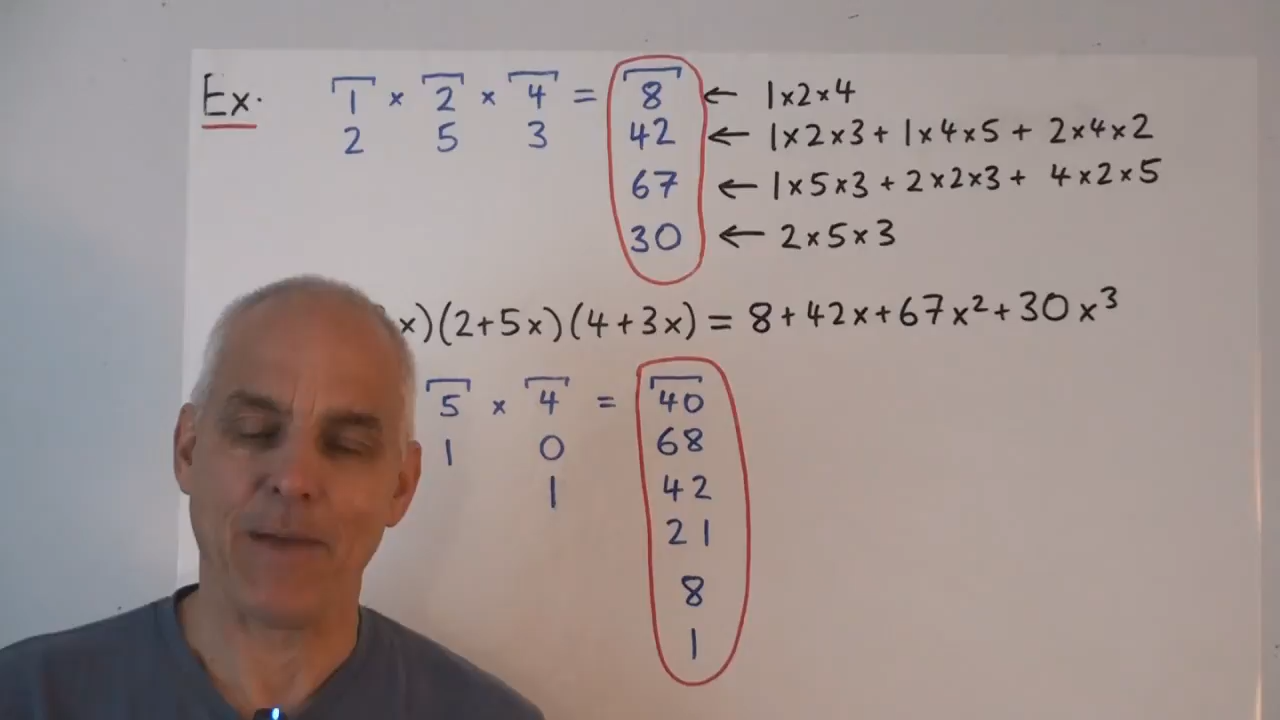 Ex. 1 × 2 × 4 = 8 ← 1×2×4
2 5 3 42 ← 1×2×3 + 1×4×5 + 2×4×2
67 ← 1×5×3 + 2×2×3 + 4×2×5
30 ← 2×5×3
x)(2+5x)(4+3x) = 8+42x+67x²+30x³
5 × 4 = 40
1 0 68
1 42
21
8
1